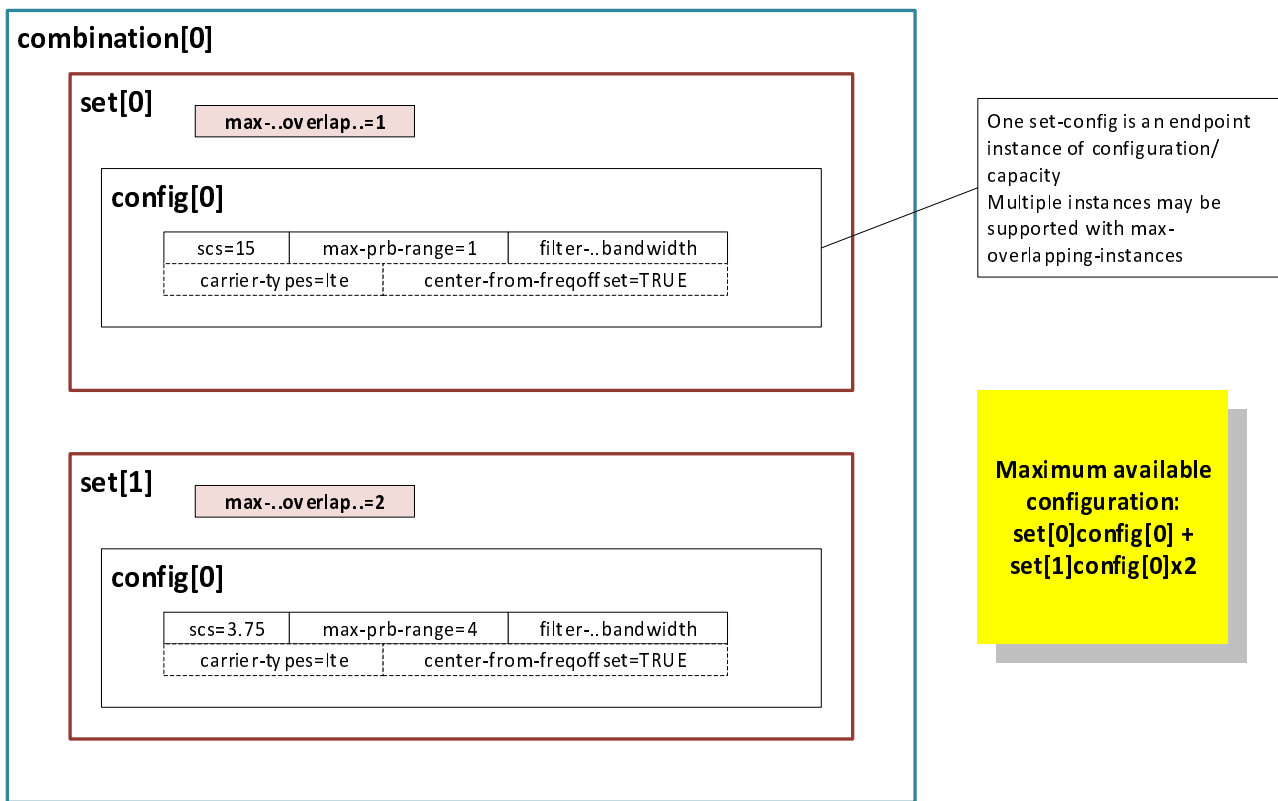 combination[0]
set[0]
max-..overlap..=1
config[0]
scs=15 max-prb-range=1 filter-..bandwidth
carrier-types=lte center-from-freqoffset=TRUE
One set-config is an endpoint
instance of configuration/
capacity
Multiple instances may be
supported with max-
overlapping-instances
set[1]
max-..overlap..=2
config[0]
scs=3.75 max-prb-range=4 filter-..bandwidth
carrier-types=lte center-from-freqoffset=TRUE
Maximum available
configuration:
set[0]config[0] +
set[1]config[0]x2